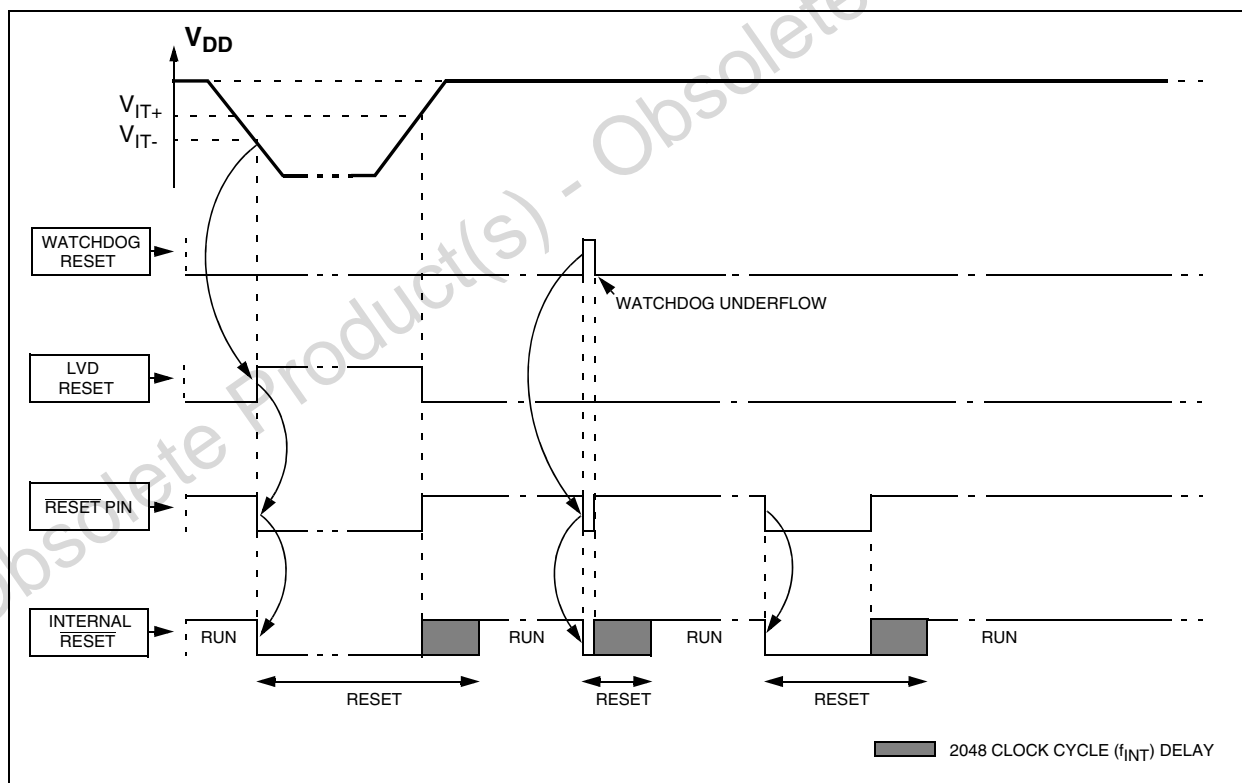 V_DD
V_IT+
V_IT-
WATCHDOG
RESET
WATCHDOG UNDERFLOW
LVD
RESET
RESET PIN
INTERNAL
RESET
RUN
RUN
RUN
RUN
RESET
RESET
RESET
2048 CLOCK CYCLE (f_INT) DELAY
Obsolete Product(s) - Obsolete